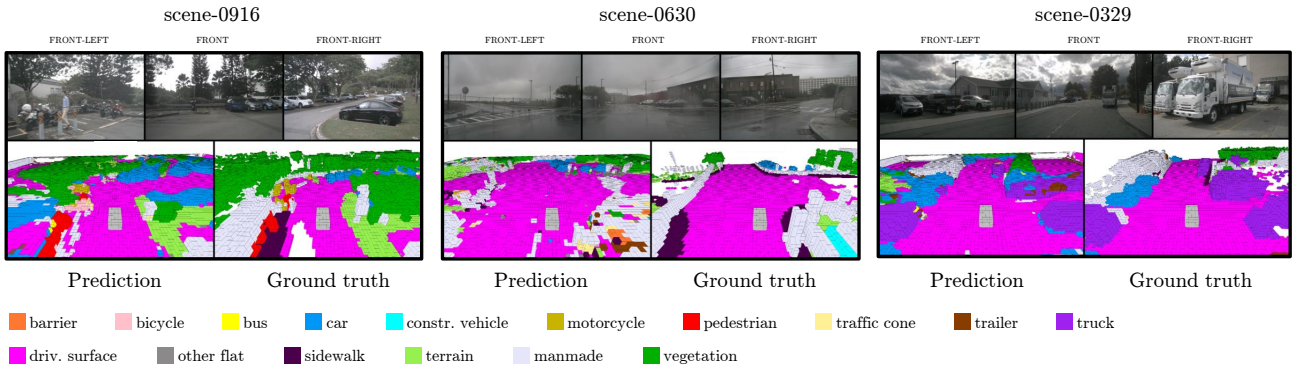 scene-0916 scene-0630 scene-0329
FRONT-LEFT FRONT FRONT-RIGHT FRONT-LEFT FRONT FRONT-RIGHT FRONT-LEFT FRONT FRONT-RIGHT
Prediction Ground truth Prediction Ground truth Prediction Ground truth
barrier bicycle bus car constr. vehicle motorcycle pedestrian traffic cone trailer truck
driv. surface other flat sidewalk terrain manmade vegetation